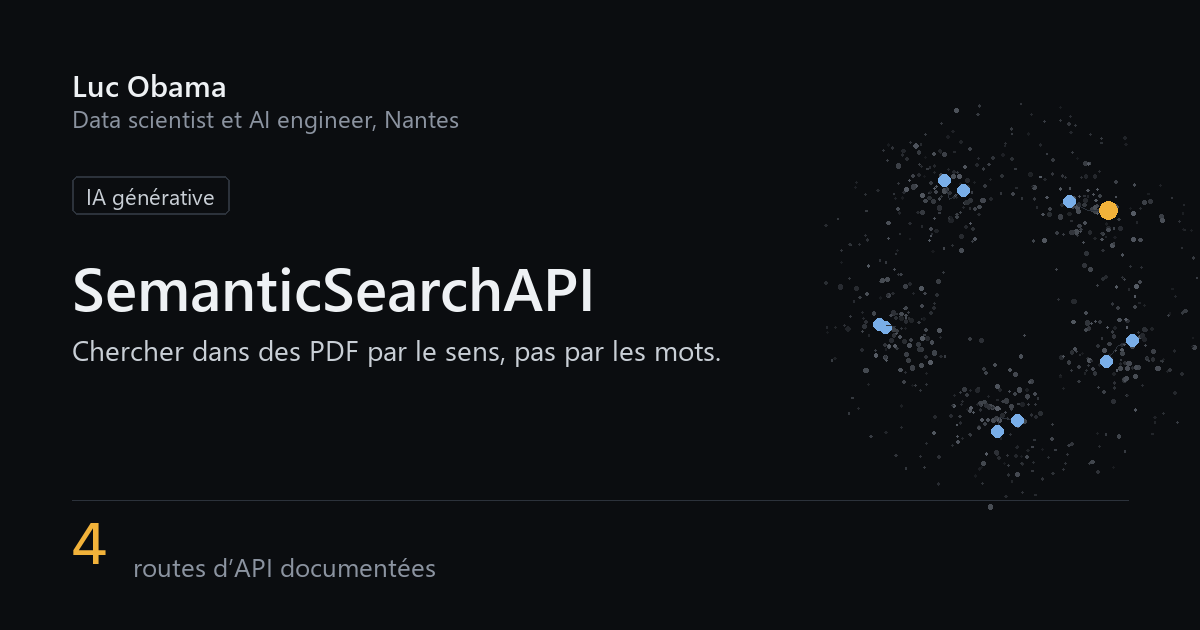 Luc Obama
Data scientist et AI engineer, Nantes
IA générative
SemanticSearchAPI
Chercher dans des PDF par le sens, pas par les mots.
4
routes d’API documentées